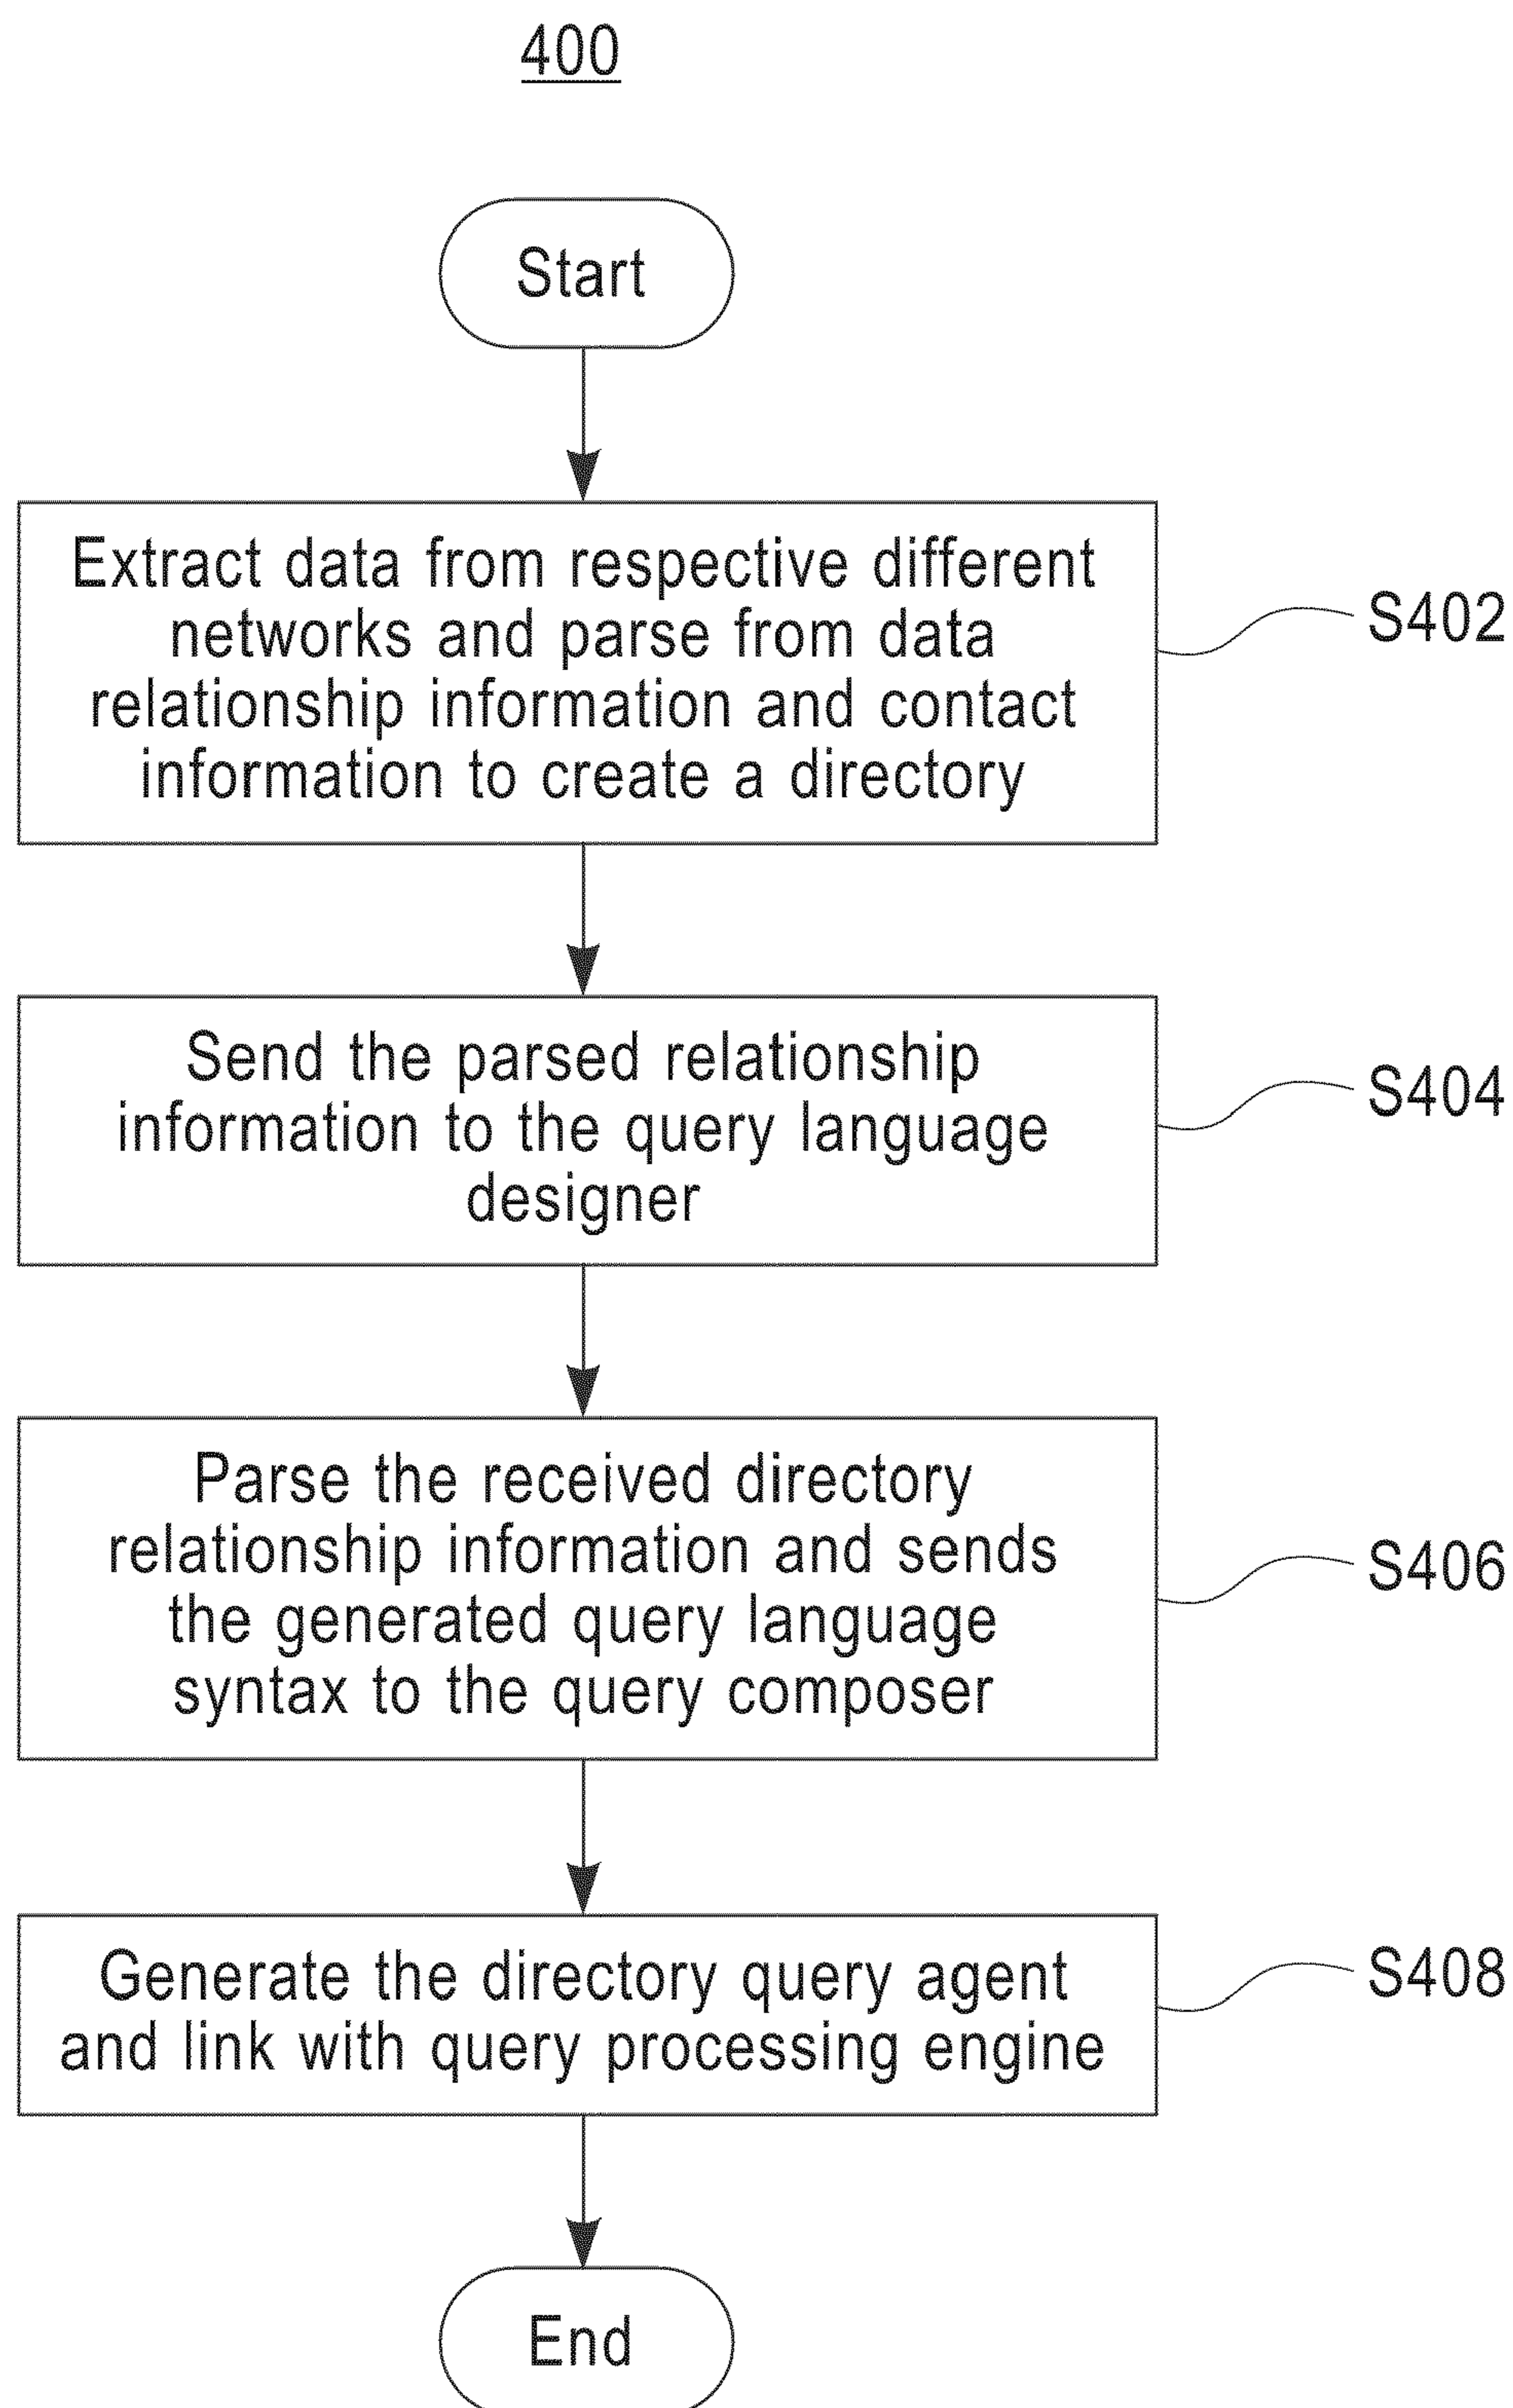 400
Start
Extract data from respective different
networks and parse from data
relationship information and contact
information to create a directory
S402
Send the parsed relationship
information to the query language
designer
S404
Parse the received directory
relationship information and sends
the generated query language
syntax to the query composer
S406
Generate the directory query agent
and link with query processing engine
S408
End